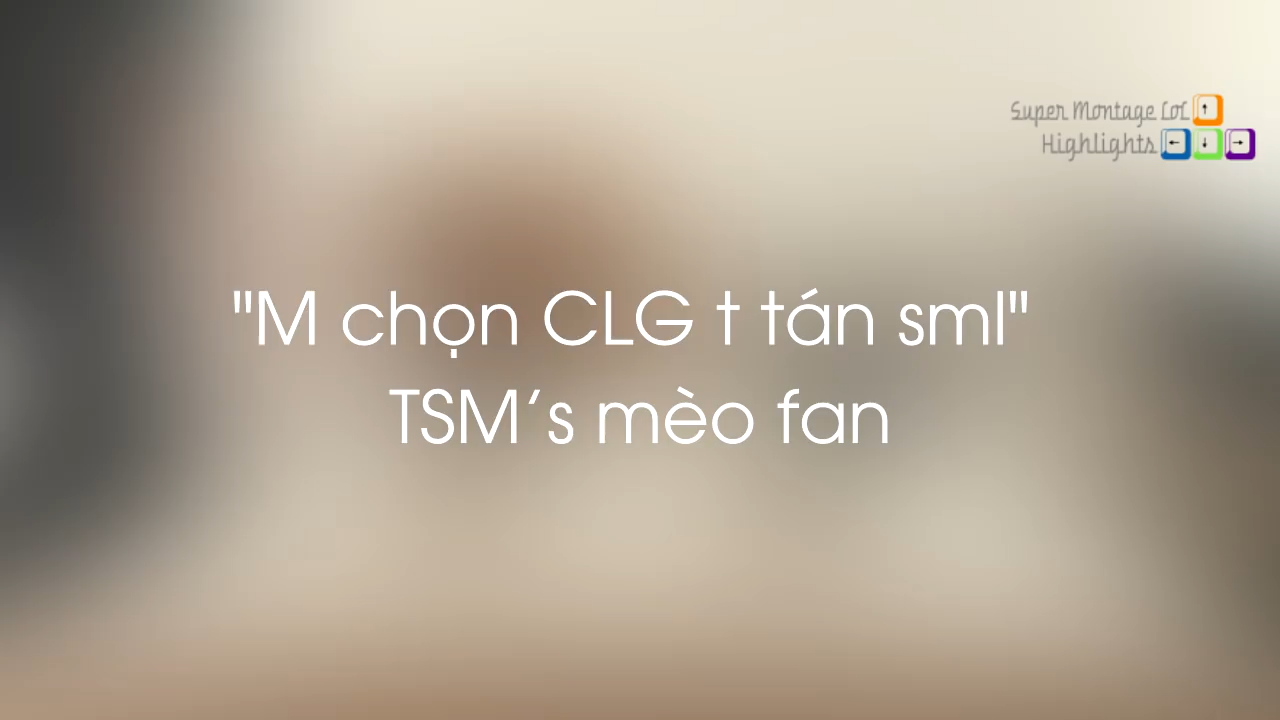 Super Montage LoL
Highlights
"M chọn CLG t tán sml"
TSM´s mèo fan